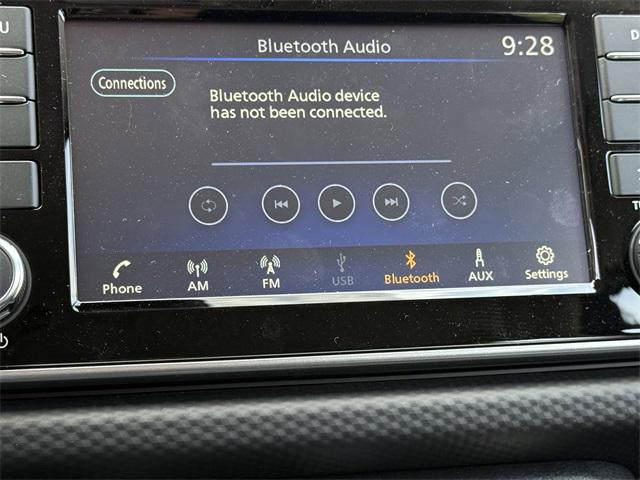 Bluetooth Audio 9:28
Connections
Bluetooth Audio device
has not been connected.
Phone AM FM USB Bluetooth AUX Settings